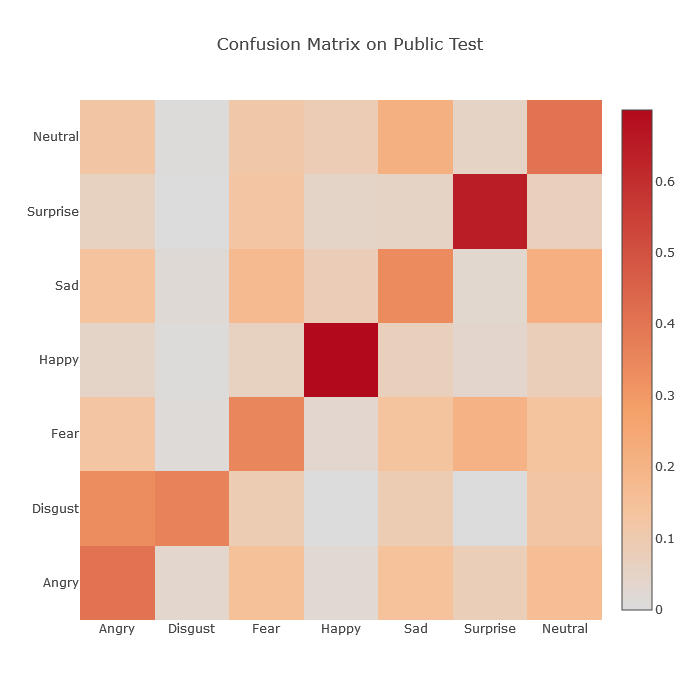 Confusion Matrix on Public Test
Neutral
Surprise
Sad
Happy
Fear
Disgust
Angry
Angry Disgust Fear Happy Sad Surprise Neutral
0.6
0.5
0.4
0.3
0.2
0.1
0